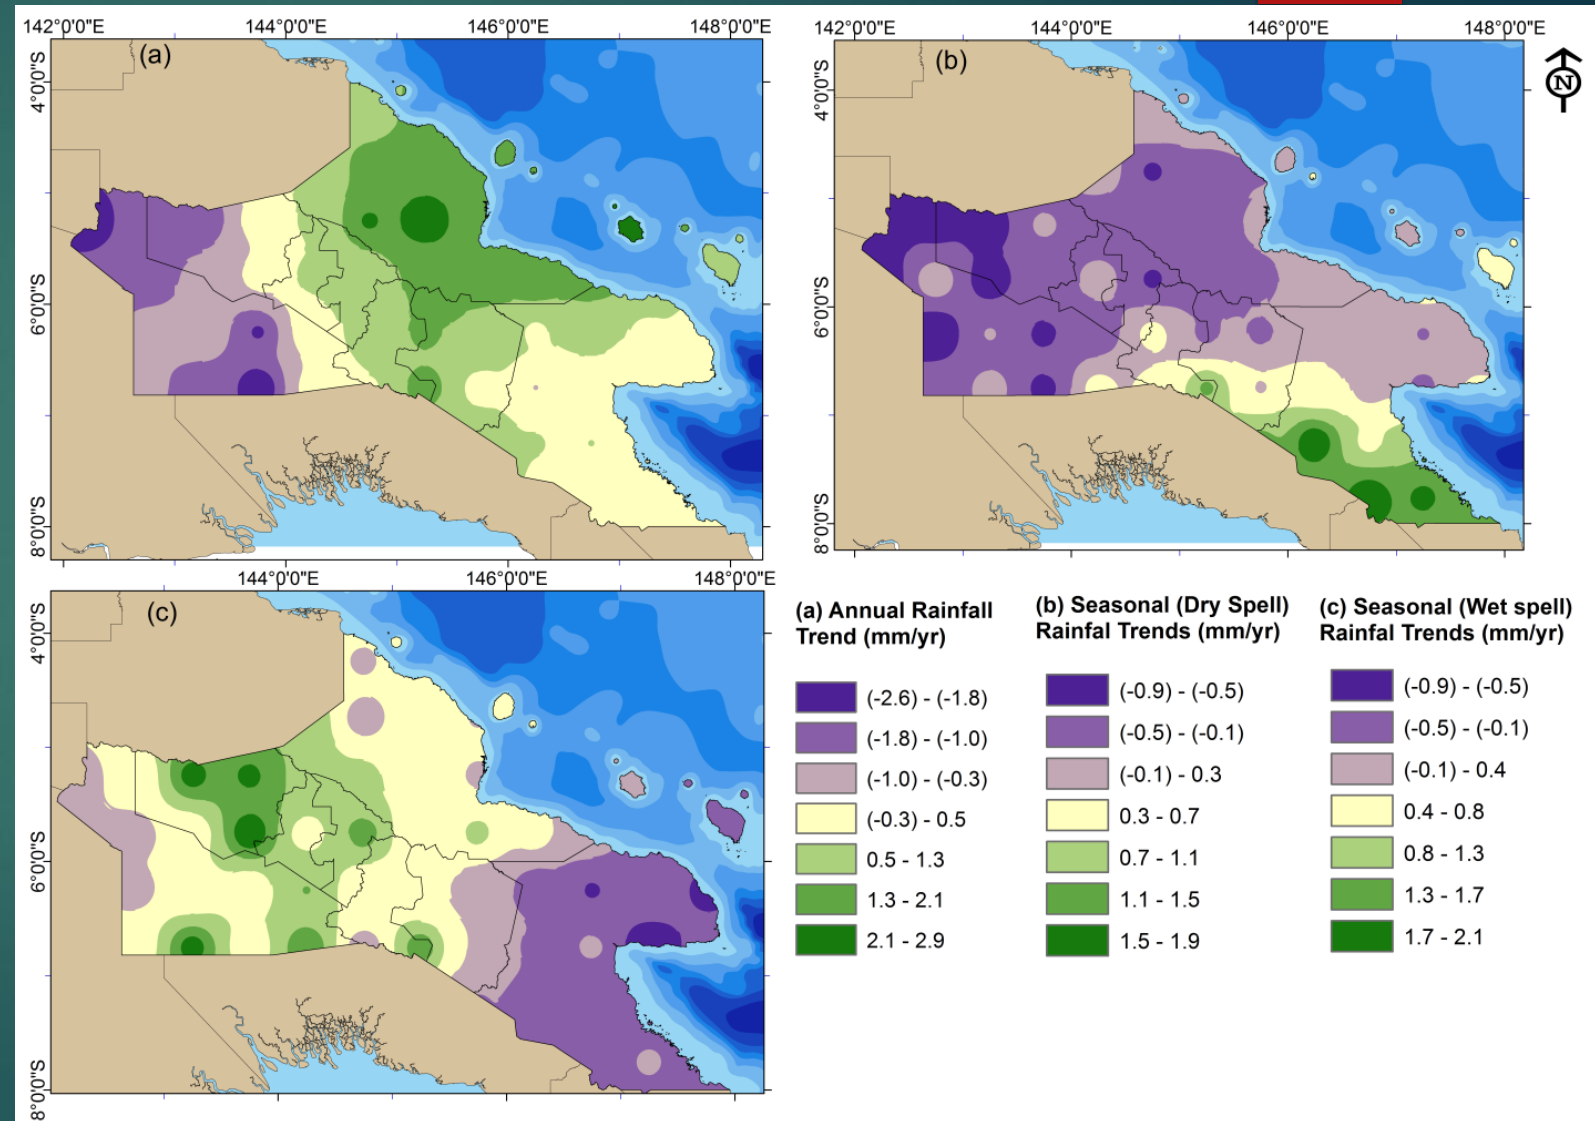 142°0'0"E 144°0'0"E 146°0'0"E 148°0'0"E
142°0'0"E 144°0'0"E 146°0'0"E 148°0'0"E
(a)
(b)
N
4°0'0"S
6°0'0"S
8°0'0"S
4°0'0"S
6°0'0"S
8°0'0"S
144°0'0"E 146°0'0"E 148°0'0"E
(c)
4°0'0"S
6°0'0"S
8°0'0"S
(a) Annual Rainfall
Trend (mm/yr)
(-2.6) - (-1.8)
(-1.8) - (-1.0)
(-1.0) - (-0.3)
(-0.3) - 0.5
0.5 - 1.3
1.3 - 2.1
2.1 - 2.9
(b) Seasonal (Dry Spell)
Rainfal Trends (mm/yr)
(-0.9) - (-0.5)
(-0.5) - (-0.1)
(-0.1) - 0.3
0.3 - 0.7
0.7 - 1.1
1.1 - 1.5
1.5 - 1.9
(c) Seasonal (Wet spell)
Rainfal Trends (mm/yr)
(-0.9) - (-0.5)
(-0.5) - (-0.1)
(-0.1) - 0.4
0.4 - 0.8
0.8 - 1.3
1.3 - 1.7
1.7 - 2.1